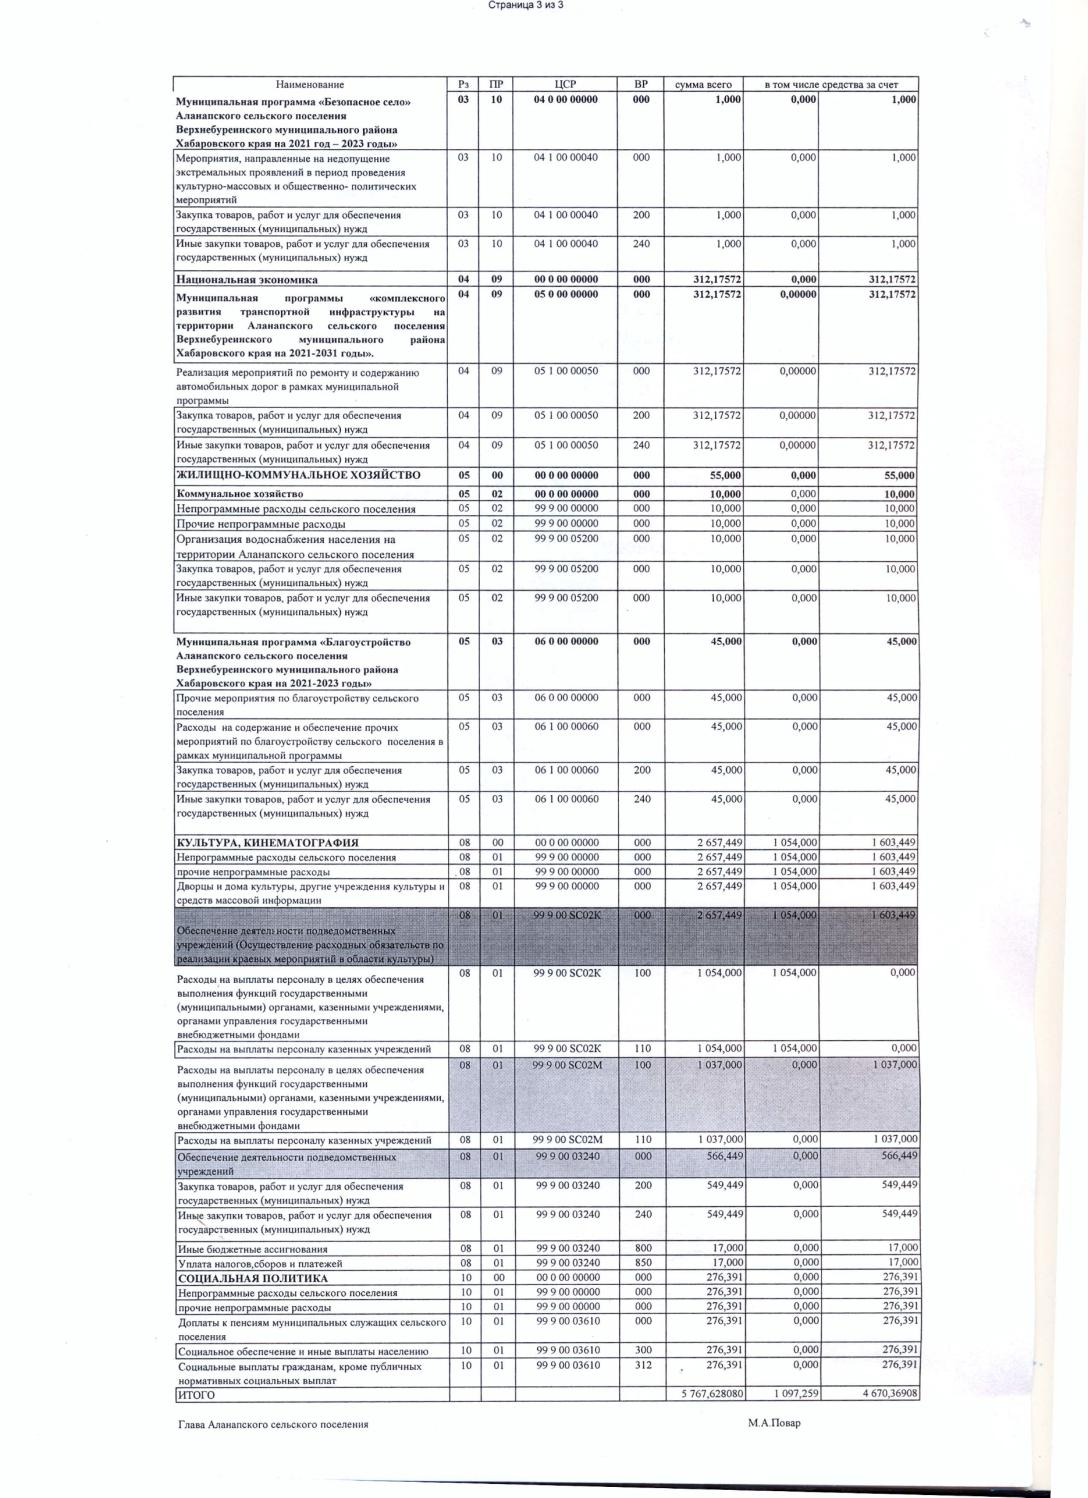 Страница 3 из 3
Наименование Рз ПР ЦСР ВР сумма всего в том числе средства за счет
Муниципальная программа «Безопасное село» 03 10 04 0 00 00000 000 1,000 0,000 1,000
Аланапского сельского поселения
Верхнебуреинского муниципального района
Хабаровского края на 2021 год – 2023 годы»
Мероприятия, направленные на недопущение 03 10 04 1 00 00040 000 1,000 0,000 1,000
экстремальных проявлений в период проведения
культурно-массовых и общественно- политических
мероприятий
Закупка товаров, работ и услуг для обеспечения 03 10 04 1 00 00040 200 1,000 0,000 1,000
государственных (муниципальных) нужд
Иные закупки товаров, работ и услуг для обеспечения 03 10 04 1 00 00040 240 1,000 0,000 1,000
государственных (муниципальных) нужд
Национальная экономика 04 09 00 0 00 00000 000 312,17572 0,000 312,17572
Муниципальная программы «комплексного 04 09 05 0 00 00000 000 312,17572 0,00000 312,17572
развития транспортной инфраструктуры на
территории Аланапского сельского поселения
Верхнебуреинского муниципального района
Хабаровского края на 2021-2031 годы».
Реализация мероприятий по ремонту и содержанию 04 09 05 1 00 00050 000 312,17572 0,00000 312,17572
автомобильных дорог в рамках муниципальной
программы
Закупка товаров, работ и услуг для обеспечения 04 09 05 1 00 00050 200 312,17572 0,00000 312,17572
государственных (муниципальных) нужд
Иные закупки товаров, работ и услуг для обеспечения 04 09 05 1 00 00050 240 312,17572 0,00000 312,17572
государственных (муниципальных) нужд
ЖИЛИЩНО-КОММУНАЛЬНОЕ ХОЗЯЙСТВО 05 00 00 0 00 00000 000 55,000 0,000 55,000
Коммунальное хозяйство 05 02 00 0 00 00000 000 10,000 0,000 10,000
Непрограммные расходы сельского поселения 05 02 99 9 00 00000 000 10,000 0,000 10,000
Прочие непрограммные расходы 05 02 99 9 00 00000 000 10,000 0,000 10,000
Организация водоснабжения населения на 05 02 99 9 00 05200 000 10,000 0,000 10,000
территории Аланапского сельского поселения
Закупка товаров, работ и услуг для обеспечения 05 02 99 9 00 05200 000 10,000 0,000 10,000
государственных (муниципальных) нужд
Иные закупки товаров, работ и услуг для обеспечения 05 02 99 9 00 05200 000 10,000 0,000 10,000
государственных (муниципальных) нужд
Муниципальная программа «Благоустройство 05 03 06 0 00 00000 000 45,000 0,000 45,000
Аланапского сельского поселения
Верхнебуреинского муниципального района
Хабаровского края на 2021-2023 годы»
Прочие мероприятия по благоустройству сельского 05 03 06 0 00 00000 000 45,000 0,000 45,000
поселения
Расходы на содержание и обеспечение прочих 05 03 06 1 00 00060 000 45,000 0,000 45,000
мероприятий по благоустройству сельского поселения в
рамках муниципальной программы
Закупка товаров, работ и услуг для обеспечения 05 03 06 1 00 00060 200 45,000 0,000 45,000
государственных (муниципальных) нужд
Иные закупки товаров, работ и услуг для обеспечения 05 03 06 1 00 00060 240 45,000 0,000 45,000
государственных (муниципальных) нужд
КУЛЬТУРА, КИНЕМАТОГРАФИЯ 08 00 00 0 00 00000 000 2 657,449 1 054,000 1 603,449
Непрограммные расходы сельского поселения 08 01 99 9 00 00000 000 2 657,449 1 054,000 1 603,449
прочие непрограммные расходы 08 01 99 9 00 00000 000 2 657,449 1 054,000 1 603,449
Дворцы и дома культуры, другие учреждения культуры и 08 01 99 9 00 00000 000 2 657,449 1 054,000 1 603,449
средств массовой информации
08 01 99 9 00 SC02K 000 2 657,449 1 054,000 1 603,449
Обеспечение деятельности подведомственных
учреждений (Осуществление расходных обязательств по
реализации краевых мероприятий в области культуры)
Расходы на выплаты персоналу в целях обеспечения 08 01 99 9 00 SC02K 100 1 054,000 1 054,000 0,000
выполнения функций государственными
(муниципальными) органами, казенными учреждениями,
органами управления государственными
внебюджетными фондами
Расходы на выплаты персоналу казенных учреждений 08 01 99 9 00 SC02K 110 1 054,000 1 054,000 0,000
Расходы на выплаты персоналу в целях обеспечения 08 01 99 9 00 SC02M 100 1 037,000 0,000 1 037,000
выполнения функций государственными
(муниципальными) органами, казенными учреждениями,
органами управления государственными
внебюджетными фондами
Расходы на выплаты персоналу казенных учреждений 08 01 99 9 00 SC02M 110 1 037,000 0,000 1 037,000
Обеспечение деятельности подведомственных 08 01 99 9 00 03240 000 566,449 0,000 566,449
учреждений
Закупка товаров, работ и услуг для обеспечения 08 01 99 9 00 03240 200 549,449 0,000 549,449
государственных (муниципальных) нужд
Иные закупки товаров, работ и услуг для обеспечения 08 01 99 9 00 03240 240 549,449 0,000 549,449
государственных (муниципальных) нужд
Иные бюджетные ассигнования 08 01 99 9 00 03240 800 17,000 0,000 17,000
Уплата налогов,сборов и платежей 08 01 99 9 00 03240 850 17,000 0,000 17,000
СОЦИАЛЬНАЯ ПОЛИТИКА 10 00 00 0 00 00000 000 276,391 0,000 276,391
Непрограммные расходы сельского поселения 10 01 99 9 00 00000 000 276,391 0,000 276,391
прочие непрограммные расходы 10 01 99 9 00 00000 000 276,391 0,000 276,391
Доплаты к пенсиям муниципальных служащих сельского 10 01 99 9 00 03610 000 276,391 0,000 276,391
поселения
Социальное обеспечение и иные выплаты населению 10 01 99 9 00 03610 300 276,391 0,000 276,391
Социальные выплаты гражданам, кроме публичных 10 01 99 9 00 03610 312 276,391 0,000 276,391
нормативных социальных выплат
ИТОГО 5 767,628080 1 097,259 4 670,36908
Глава Аланапского сельского поселения М.А.Повар